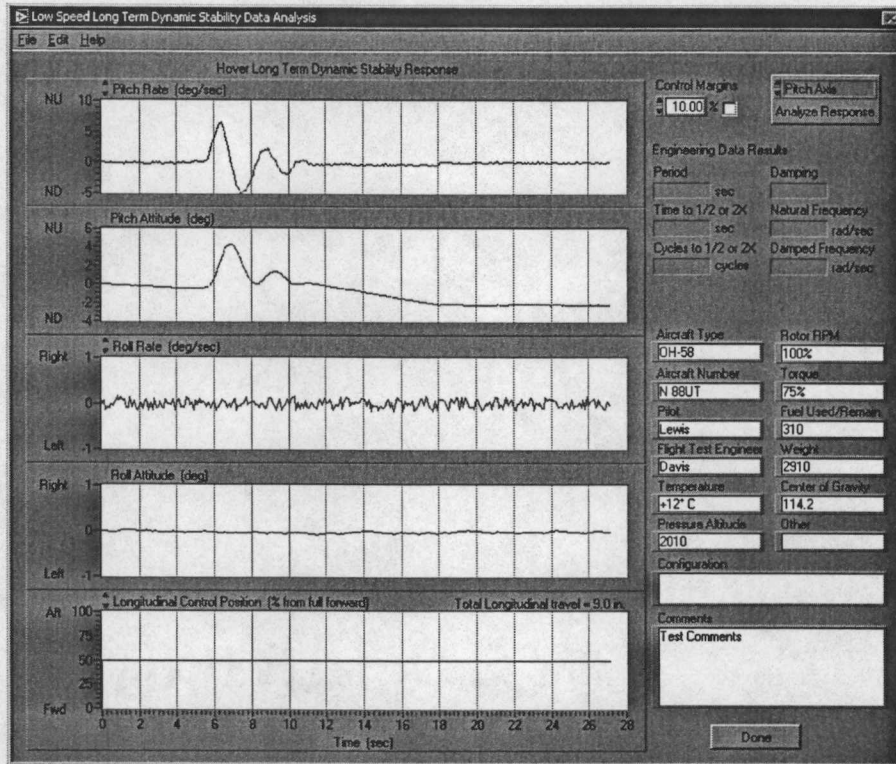 Low Speed Long Term Dynamic Stability Data Analysis
File Edit Help
Hover Long Term Dynamic Stability Response
NU
Pitch Rate (deg/sec)
10
5
0
ND
-5
NU
Pitch Attitude (deg)
6
4
2
0
-2
ND
-4
Right
Roll Rate (deg/sec)
1
0
Left
-1
Right
Roll Attitude (deg)
1
0
Left
-1
Aft
Longitudinal Control Position (% from full forward) Total Longitudinal travel = 9.0 in.
100
75
50
25
Fwd
0
0 2 4 6 8 10 12 14 16 18 20 22 24 26 28
Time (sec)
Control Margins
10.00 %
Pitch Axis
Analyze Response
Engineering Data Results
Period Damping
sec
Time to 1/2 or 2X Natural Frequency
sec rad/sec
Cycles to 1/2 or 2X Damped Frequency
cycles rad/sec
Aircraft Type Rotor RPM
OH-58 100%
Aircraft Number Torque
N 88UT 75%
Pilot Fuel Used/Remain
Lewis 310
Flight Test Engineer Weight
Davis 2910
Temperature Center of Gravity
+12° C 114.2
Pressure Altitude Other
2010
Configuration
Comments
Test Comments
Done